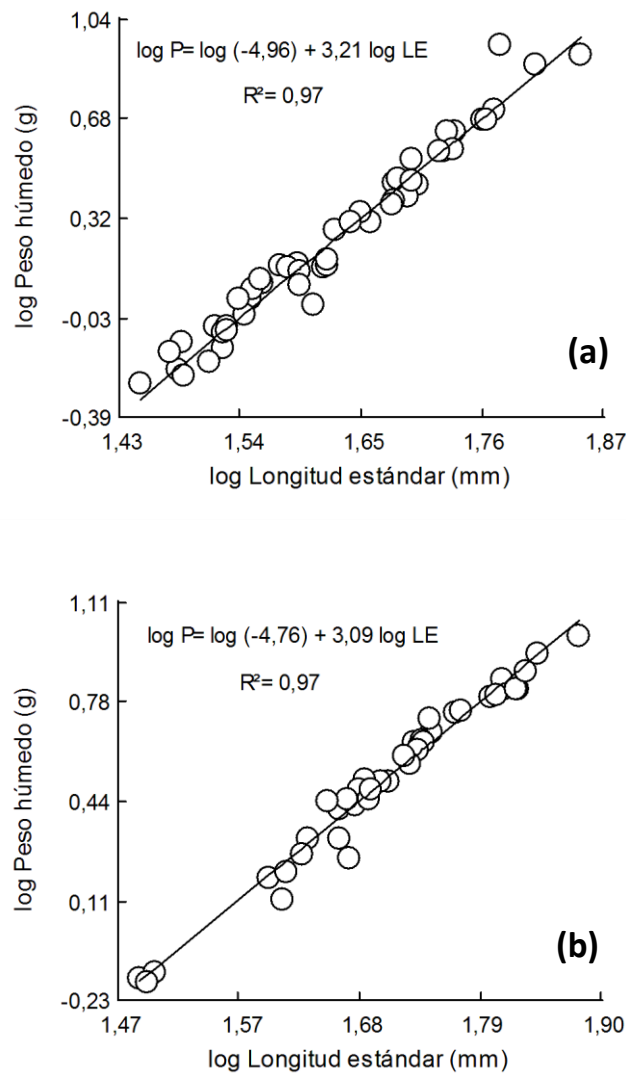 1,04
log P= log (-4,96) + 3,21 log LE
R²= 0,97
0,68
0,32
-0,03
-0,39
log Peso húmedo (g)
(a)
1,43 1,54 1,65 1,76 1,87
log Longitud estándar (mm)
1,11
log P= log (-4,76) + 3,09 log LE
R²= 0,97
0,78
0,44
0,11
-0,23
log Peso húmedo (g)
(b)
1,47 1,57 1,68 1,79 1,90
log Longitud estándar (mm)